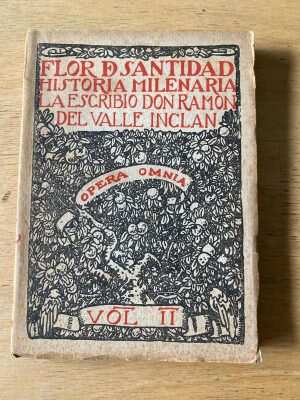 FLOR D SANTIDAD
HISTORIA MILENARIA
LA ESCRIBIO DON RAMON
DEL VALLE INCLAN
OPERA OMNIA
VOL II